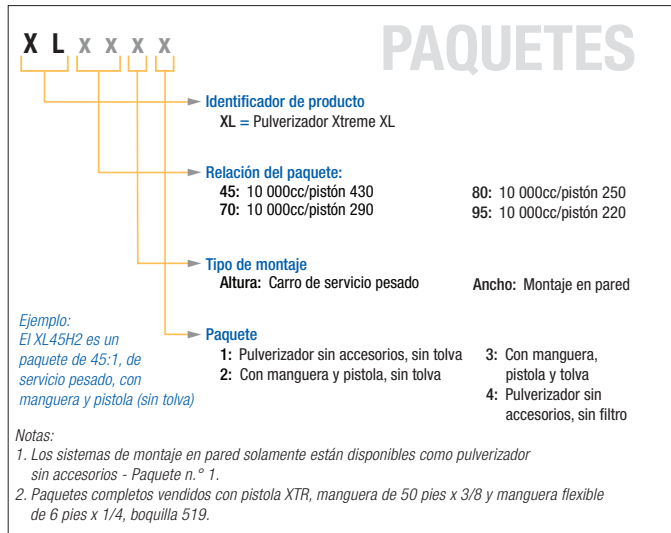 PAQUETES
X L x x x x
Identificador de producto
XL = Pulverizador Xtreme XL
Relación del paquete:
45: 10 000cc/pistón 430
70: 10 000cc/pistón 290
80: 10 000cc/pistón 250
95: 10 000cc/pistón 220
Tipo de montaje
Altura: Carro de servicio pesado
Ancho: Montaje en pared
Paquete
1: Pulverizador sin accesorios, sin tolva
2: Con manguera y pistola, sin tolva
3: Con manguera,
pistola y tolva
4: Pulverizador sin
accesorios, sin filtro
Ejemplo:
El XL45H2 es un
paquete de 45:1, de
servicio pesado, con
manguera y pistola (sin tolva)
Notas:
1. Los sistemas de montaje en pared solamente están disponibles como pulverizador
sin accesorios - Paquete n.° 1.
2. Paquetes completos vendidos con pistola XTR, manguera de 50 pies x 3/8 y manguera flexible
de 6 pies x 1/4, boquilla 519.